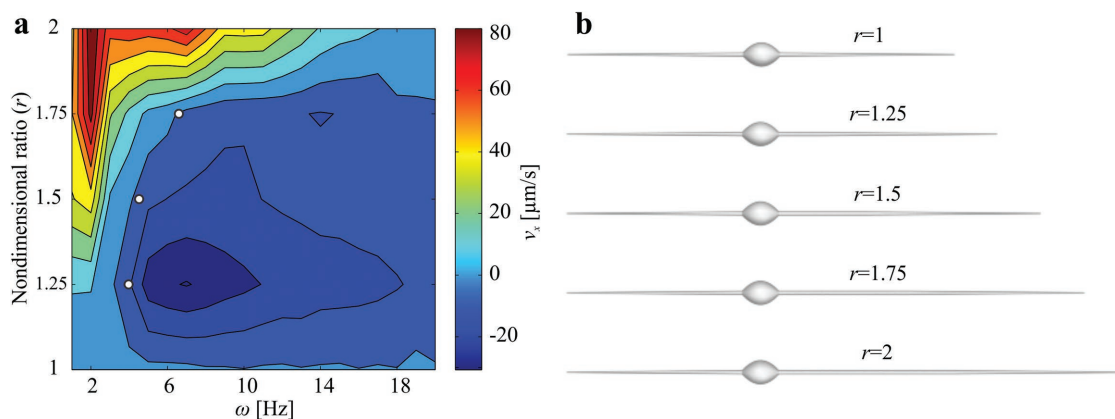 a
2
1.75
1.5
1.25
1
Nondimensional ratio (r)
2
6
10
14
18
ω [Hz]
80
60
40
20
0
-20
vₓ [µm/s]
b
r=1
r=1.25
r=1.5
r=1.75
r=2